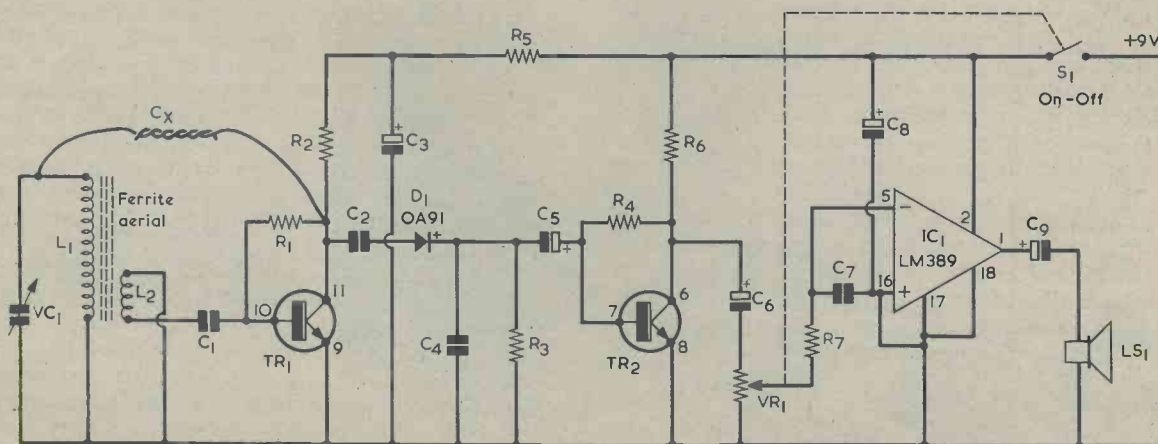 R5
+9V
S1
On-Off
CX
R2
+
C3
R6
+
C8
Ferrite
aerial
L1
L2
VC1
R1
C2
D1
OA91
+
C5
+
R4
5
−
2
IC1
LM389
1
18
+
C9
C7
16
+
17
10
11
9
C1
TR1
C4
R3
7
6
8
TR2
+
C6
VR1
R7
LS1